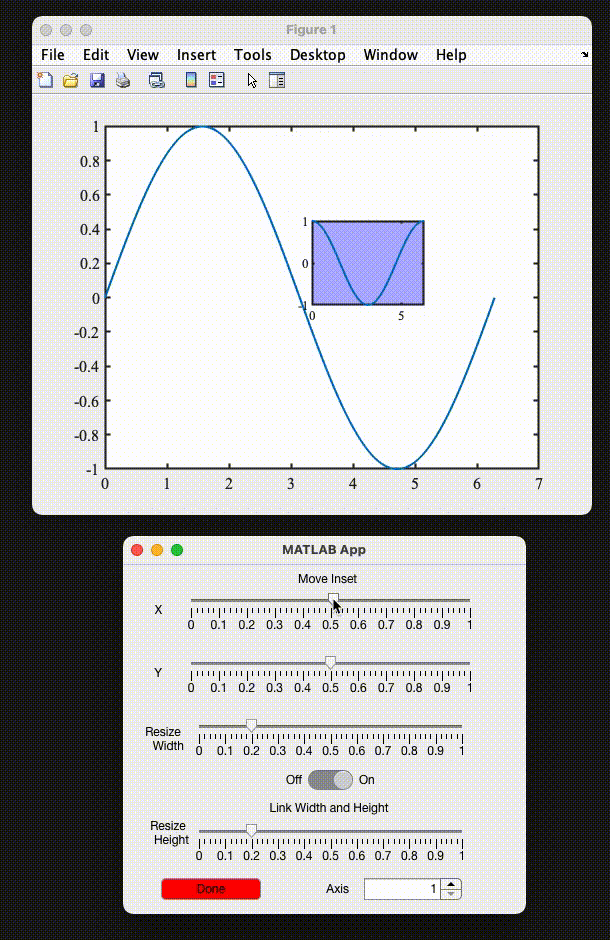 Figure 1
File Edit View Insert Tools Desktop Window Help
1
0.8
0.6
0.4
0.2
0
-0.2
-0.4
-0.6
-0.8
-1
0 1 2 3 4 5 6 7
1
0
-1
0 5
MATLAB App
Move Inset
X
0 0.1 0.2 0.3 0.4 0.5 0.6 0.7 0.8 0.9 1
Y
0 0.1 0.2 0.3 0.4 0.5 0.6 0.7 0.8 0.9 1
Resize
Width
0 0.1 0.2 0.3 0.4 0.5 0.6 0.7 0.8 0.9 1
Off On
Link Width and Height
Resize
Height
0 0.1 0.2 0.3 0.4 0.5 0.6 0.7 0.8 0.9 1
Done Axis 1